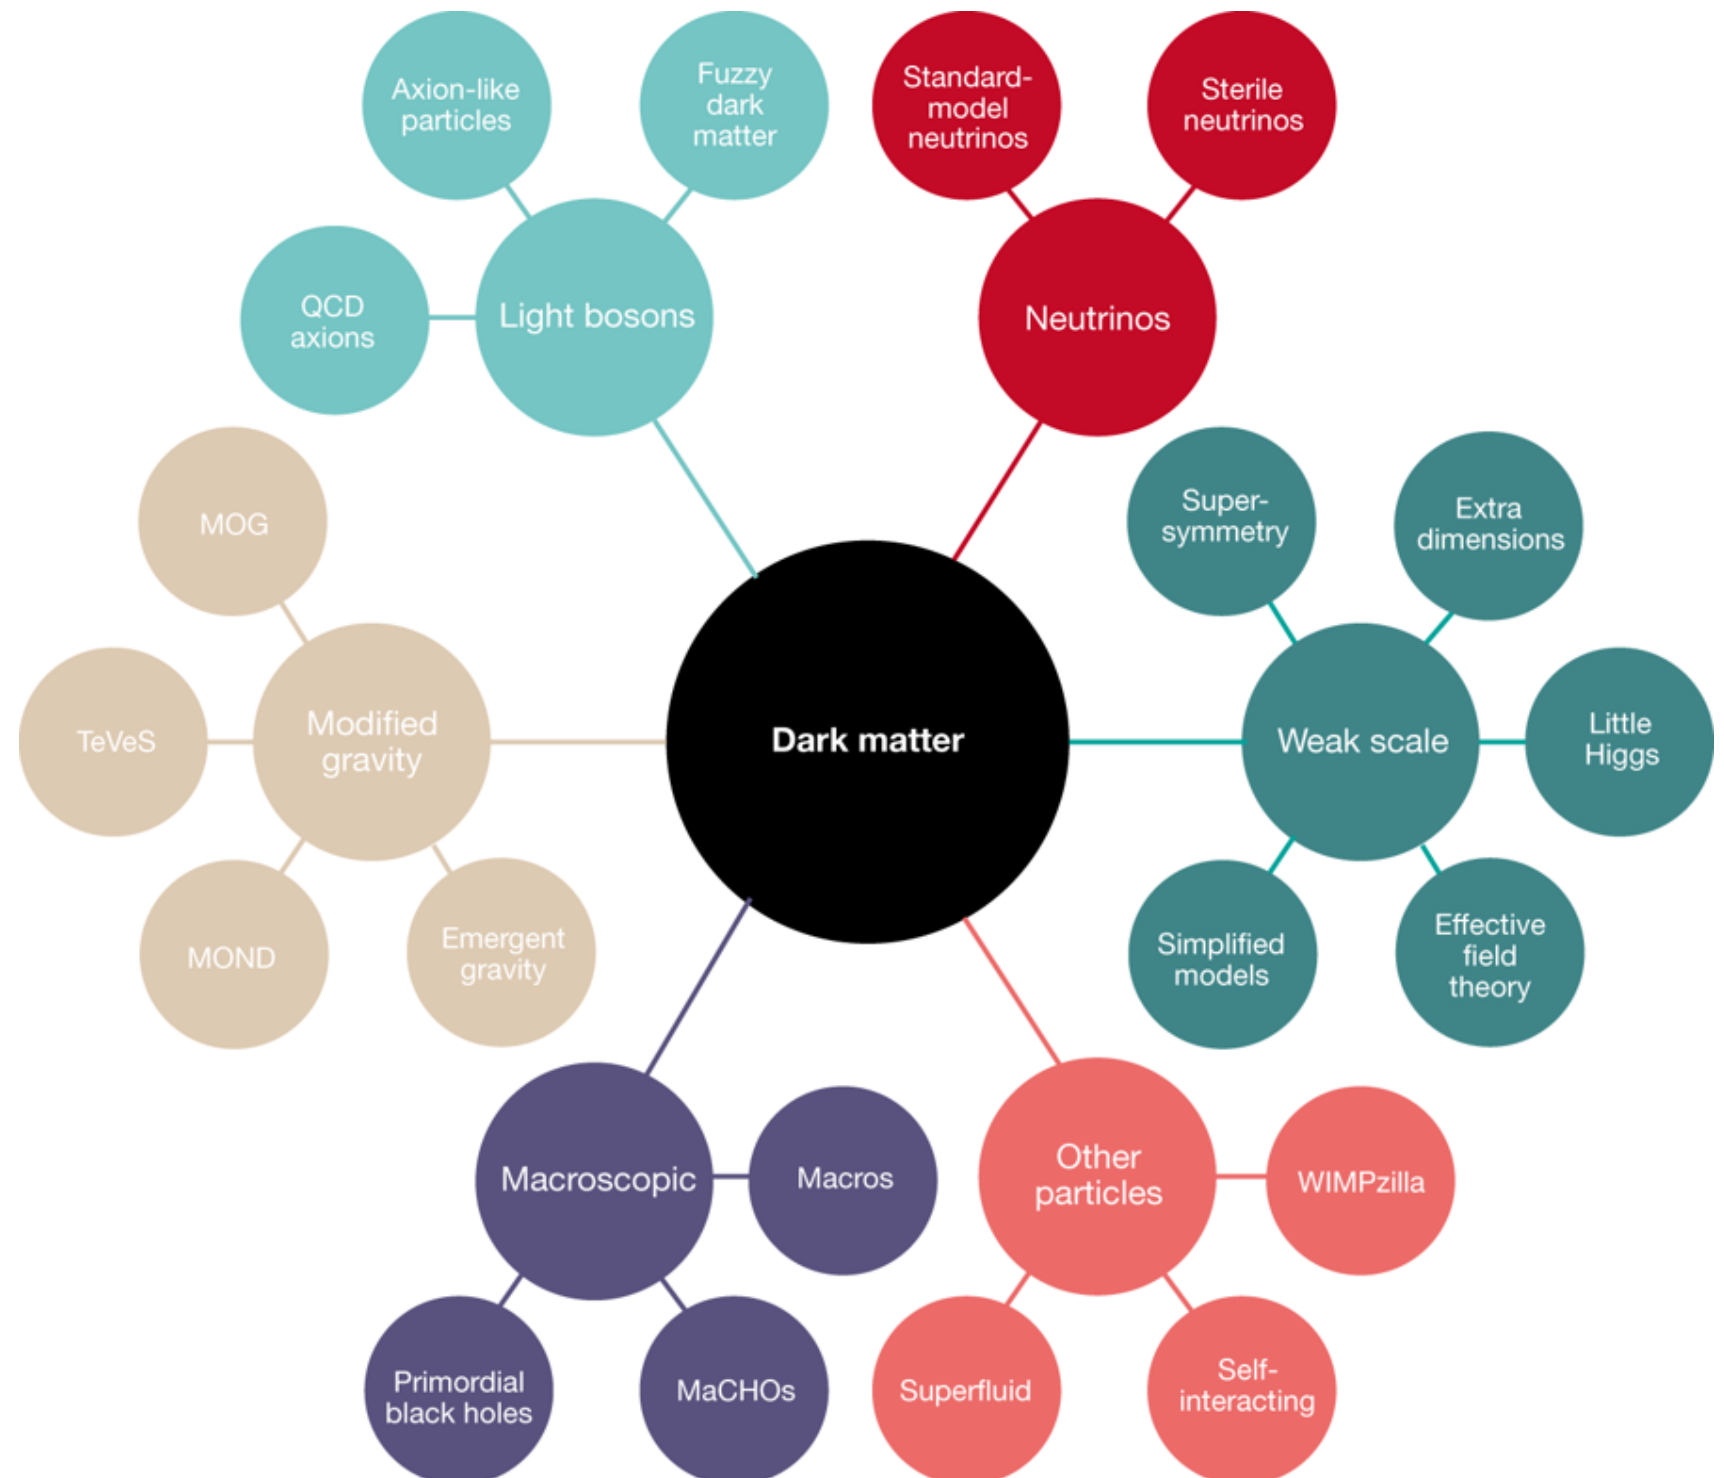 Axion-like
particles
Fuzzy
dark
matter
QCD
axions
Light bosons
Standard-
model
neutrinos
Sterile
neutrinos
Neutrinos
MOG
TeVeS
Modified
gravity
MOND
Emergent
gravity
Dark matter
Super-
symmetry
Extra
dimensions
Weak scale
Little
Higgs
Simplified
models
Effective
field
theory
Macroscopic
Macros
Primordial
black holes
MaCHOs
Other
particles
WIMPzilla
Superfluid
Self-
interacting